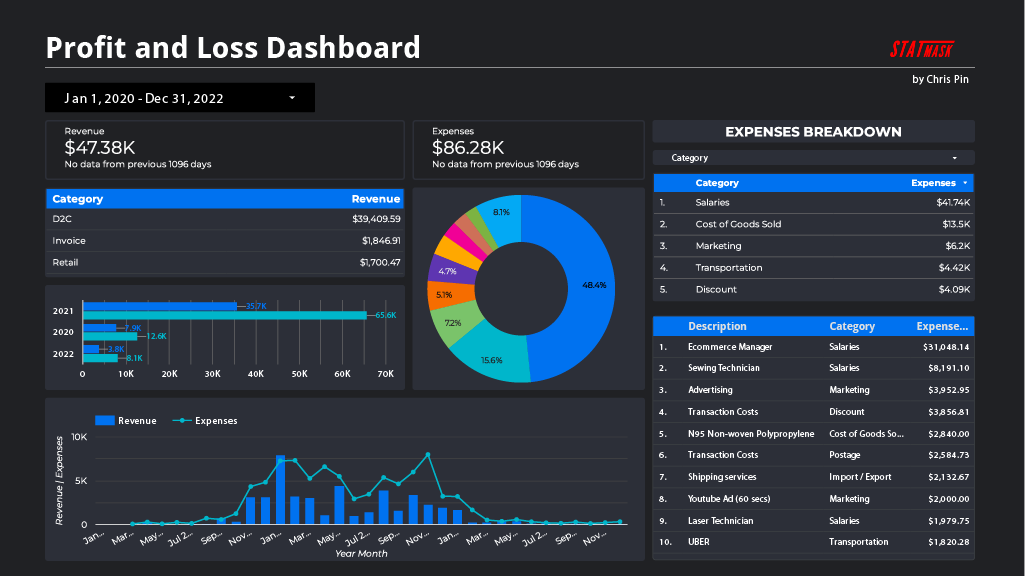 Profit and Loss Dashboard
STATMASK
by Chris Pin
Jan 1, 2020 - Dec 31, 2022
Revenue
$47.38K
No data from previous 1096 days
Expenses
$86.28K
No data from previous 1096 days
Category Revenue
D2C $39,409.59
Invoice $1,846.91
Retail $1,700.47
2021 35.7K 65.6K
2020 7.9K 12.6K
2022 3.8K 8.1K
0 10K 20K 30K 40K 50K 60K 70K
8.1%
48.4%
4.7%
5.1%
7.2%
15.6%
Revenue Expenses
Revenue | Expenses
10K
5K
0
Jan... Mar... May... Jul 2... Sep... Nov... Jan... Mar... May... Jul 2... Sep... Nov... Jan... Mar... May... Jul 2... Sep... Nov...
Year Month
EXPENSES BREAKDOWN
Category
Category Expenses
1. Salaries $41.74K
2. Cost of Goods Sold $13.5K
3. Marketing $6.2K
4. Transportation $4.42K
5. Discount $4.09K
Description Category Expense...
1. Ecommerce Manager Salaries $31,048.14
2. Sewing Technician Salaries $8,191.10
3. Advertising Marketing $3,952.95
4. Transaction Costs Discount $3,856.81
5. N95 Non-woven Polypropylene Cost of Goods So... $2,840.00
6. Transaction Costs Postage $2,584.73
7. Shipping services Import / Export $2,132.67
8. Youtube Ad (60 secs) Marketing $2,000.00
9. Laser Technician Salaries $1,979.75
10. UBER Transportation $1,820.28